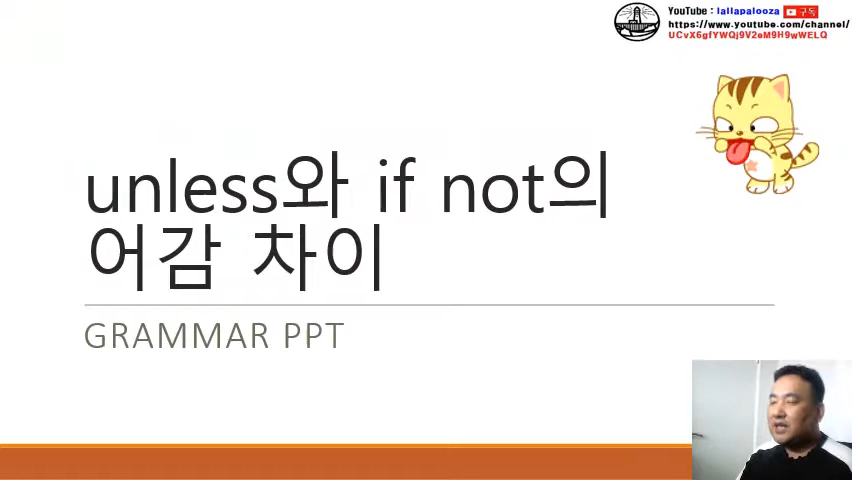 YouTube : lallapalooza 구독
https://www.youtube.com/channel/
UCvX6gfYWQj9V2eM9H9wWELQ
unless와 if not의
어감 차이
GRAMMAR PPT